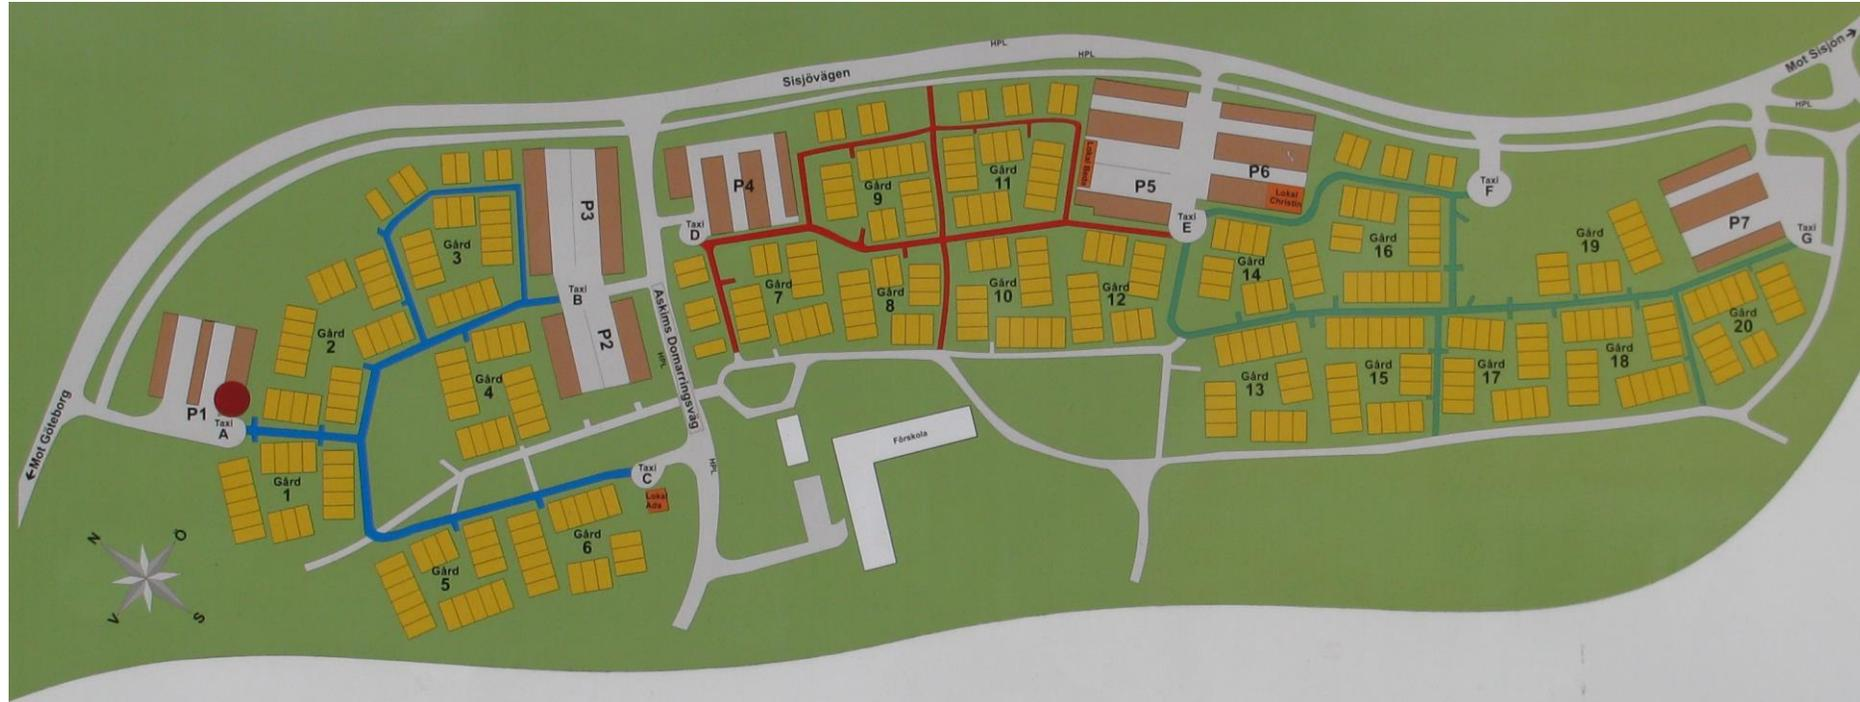 HPL
HPL
Sisjövägen
Mot Sisjön →
HPL
P4
P3
Gård
9
Gård
11
Lokal Beda
P5
P6
Lokal
Christin
Taxi
F
P7
Taxi
G
Taxi
D
Taxi
E
Gård
3
Gård
16
Gård
19
Gård
14
Taxi
B
Gård
7
Gård
8
Gård
10
Gård
12
Gård
20
Gård
2
P2
Askims Domarringsväg
HPL
Gård
4
Gård
13
Gård
15
Gård
17
Gård
18
← Mot Göteborg
P1
Taxi
A
Förskola
Gård
1
Taxi
C
HPL
Lokal
Ada
Gård
6
Gård
5
N
Ö
V
S